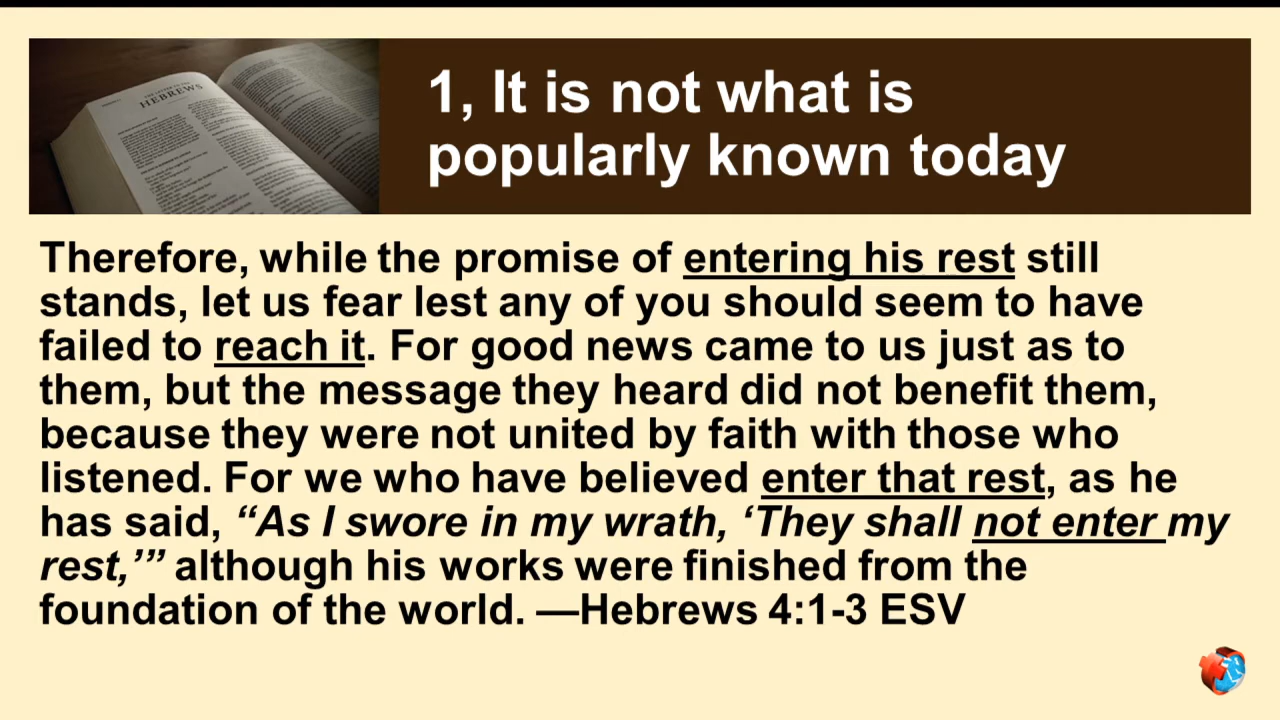 HEBREWS
1, It is not what is
popularly known today
Therefore, while the promise of entering his rest still
stands, let us fear lest any of you should seem to have
failed to reach it. For good news came to us just as to
them, but the message they heard did not benefit them,
because they were not united by faith with those who
listened. For we who have believed enter that rest, as he
has said, “As I swore in my wrath, ‘They shall not enter my
rest,’” although his works were finished from the
foundation of the world. —Hebrews 4:1-3 ESV